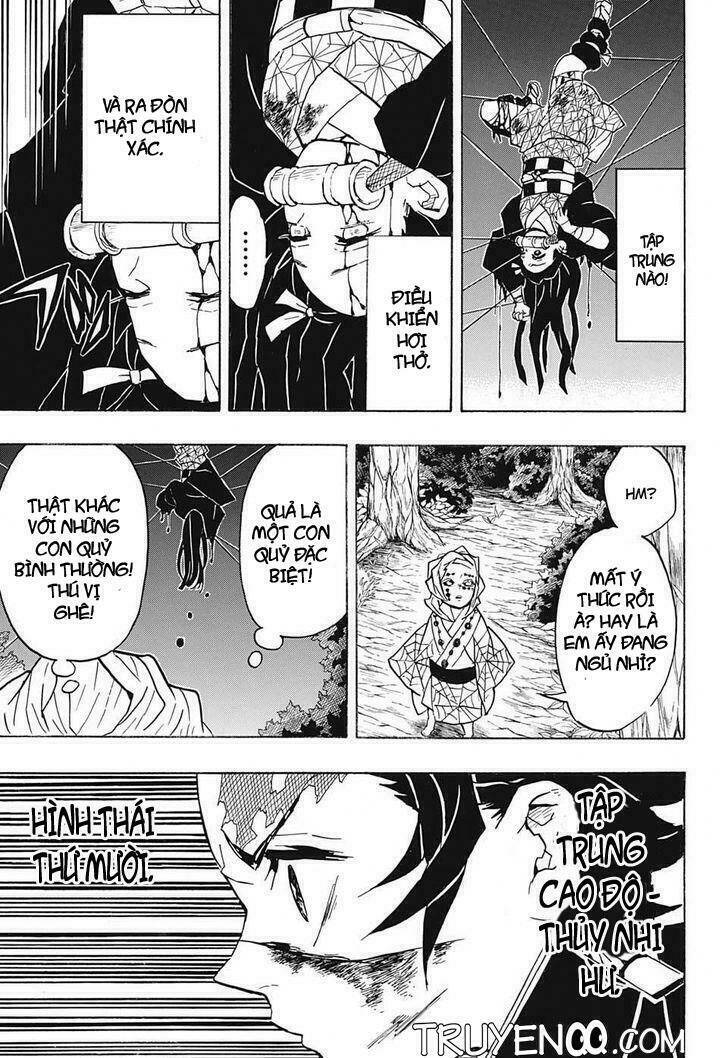 TẬP
TRUNG
NÀO!
ĐIỀU
KHIỂN
HƠI
THỞ.
VÀ RA ĐÒN
THẬT CHÍNH
XÁC.
HM?
MẤT Ý
THỨC RỒI
À? HAY LÀ
EM ẤY ĐANG
NGỦ NHỈ?
QUẢ LÀ
MỘT CON
QUỶ ĐẶC
BIỆT!
THẬT KHÁC
VỚI NHỮNG
CON QUỶ
BÌNH THƯỜNG!
THÚ VỊ
GHÊ!
TẬP
TRUNG
CAO ĐỘ -
THỦY NHI
HƯ.
HÌNH THÁI
THỨ MƯỜI.
TRUYENQQ.COM